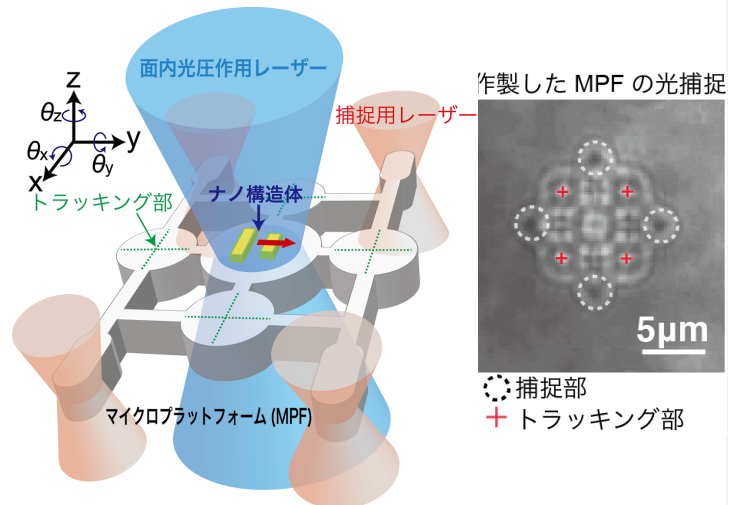 面内光圧作用レーザー
捕捉用レーザー
z
θz
y
θx
θy
x
トラッキング部
ナノ構造体
マイクロプラットフォーム (MPF)
作製した MPF の光捕捉
5μm
捕捉部
トラッキング部